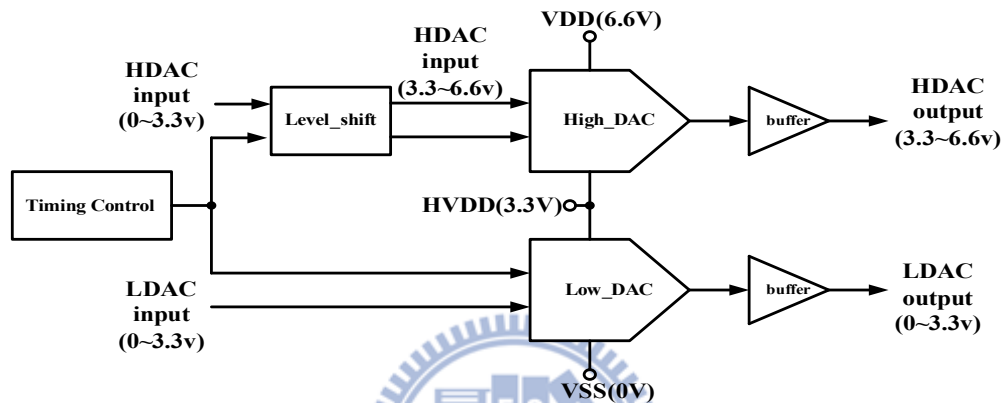 VDD(6.6V)
HDAC
input
(0~3.3v)
HDAC
input
(3.3~6.6v)
Level_shift
High_DAC
buffer
HDAC
output
(3.3~6.6v)
Timing Control
HVDD(3.3V)
LDAC
input
(0~3.3v)
Low_DAC
buffer
LDAC
output
(0~3.3v)
VSS(0V)